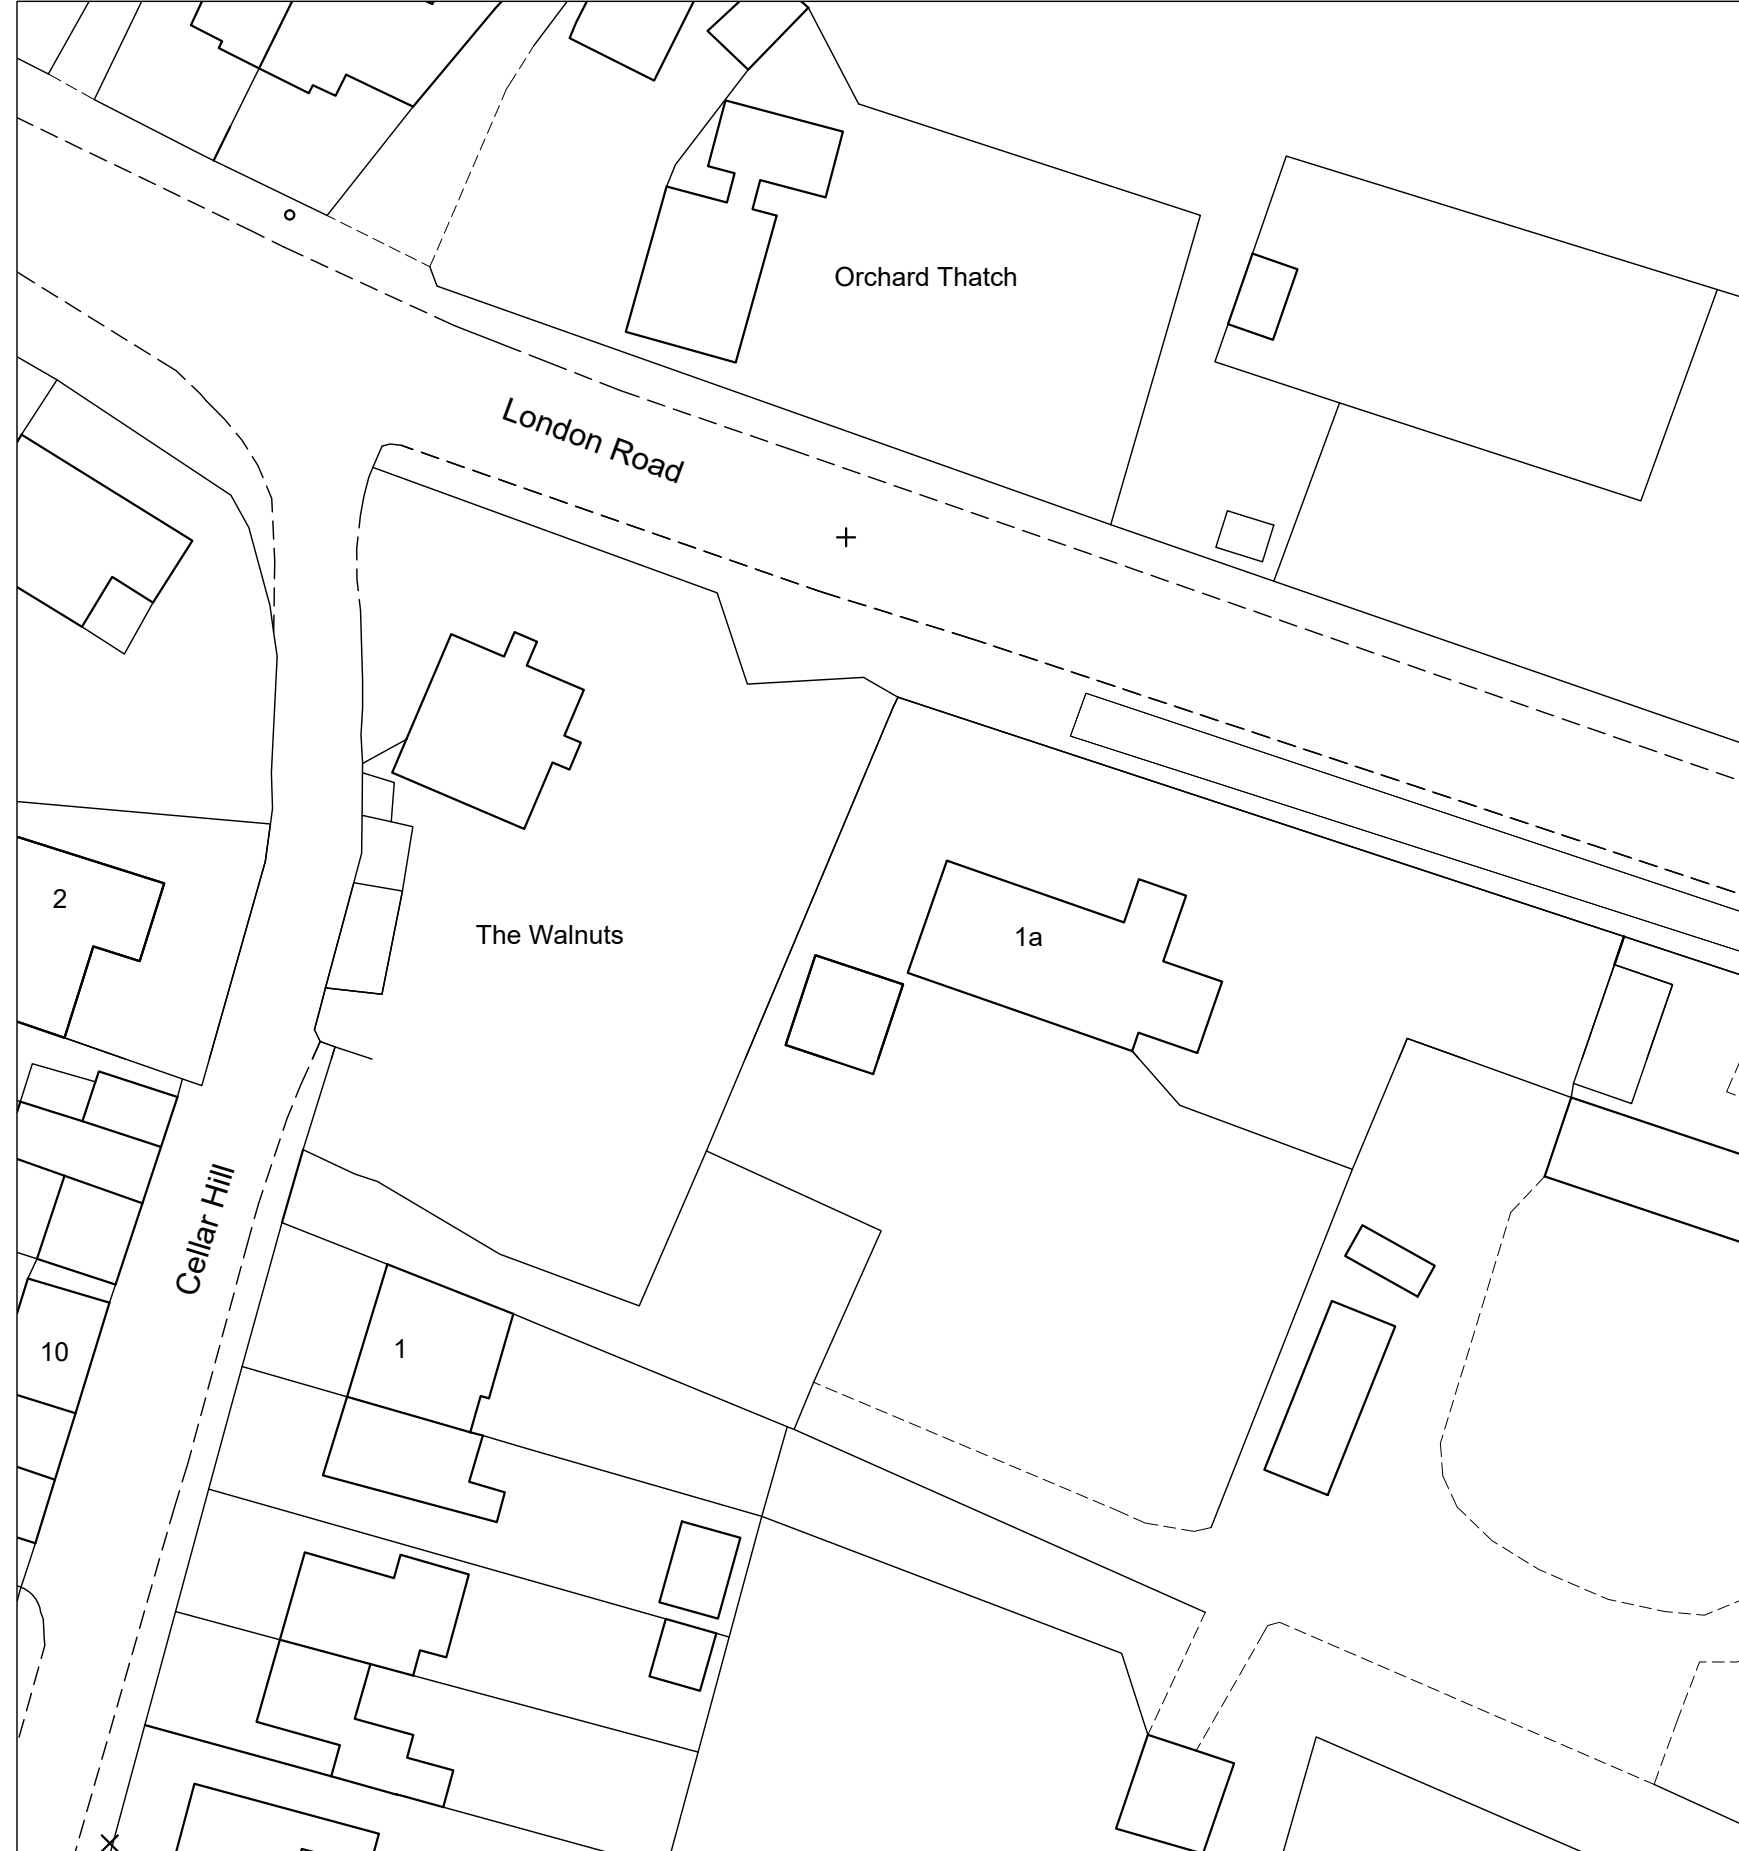 Orchard Thatch
London Road
2
The Walnuts
1a
Cellar Hill
10
1